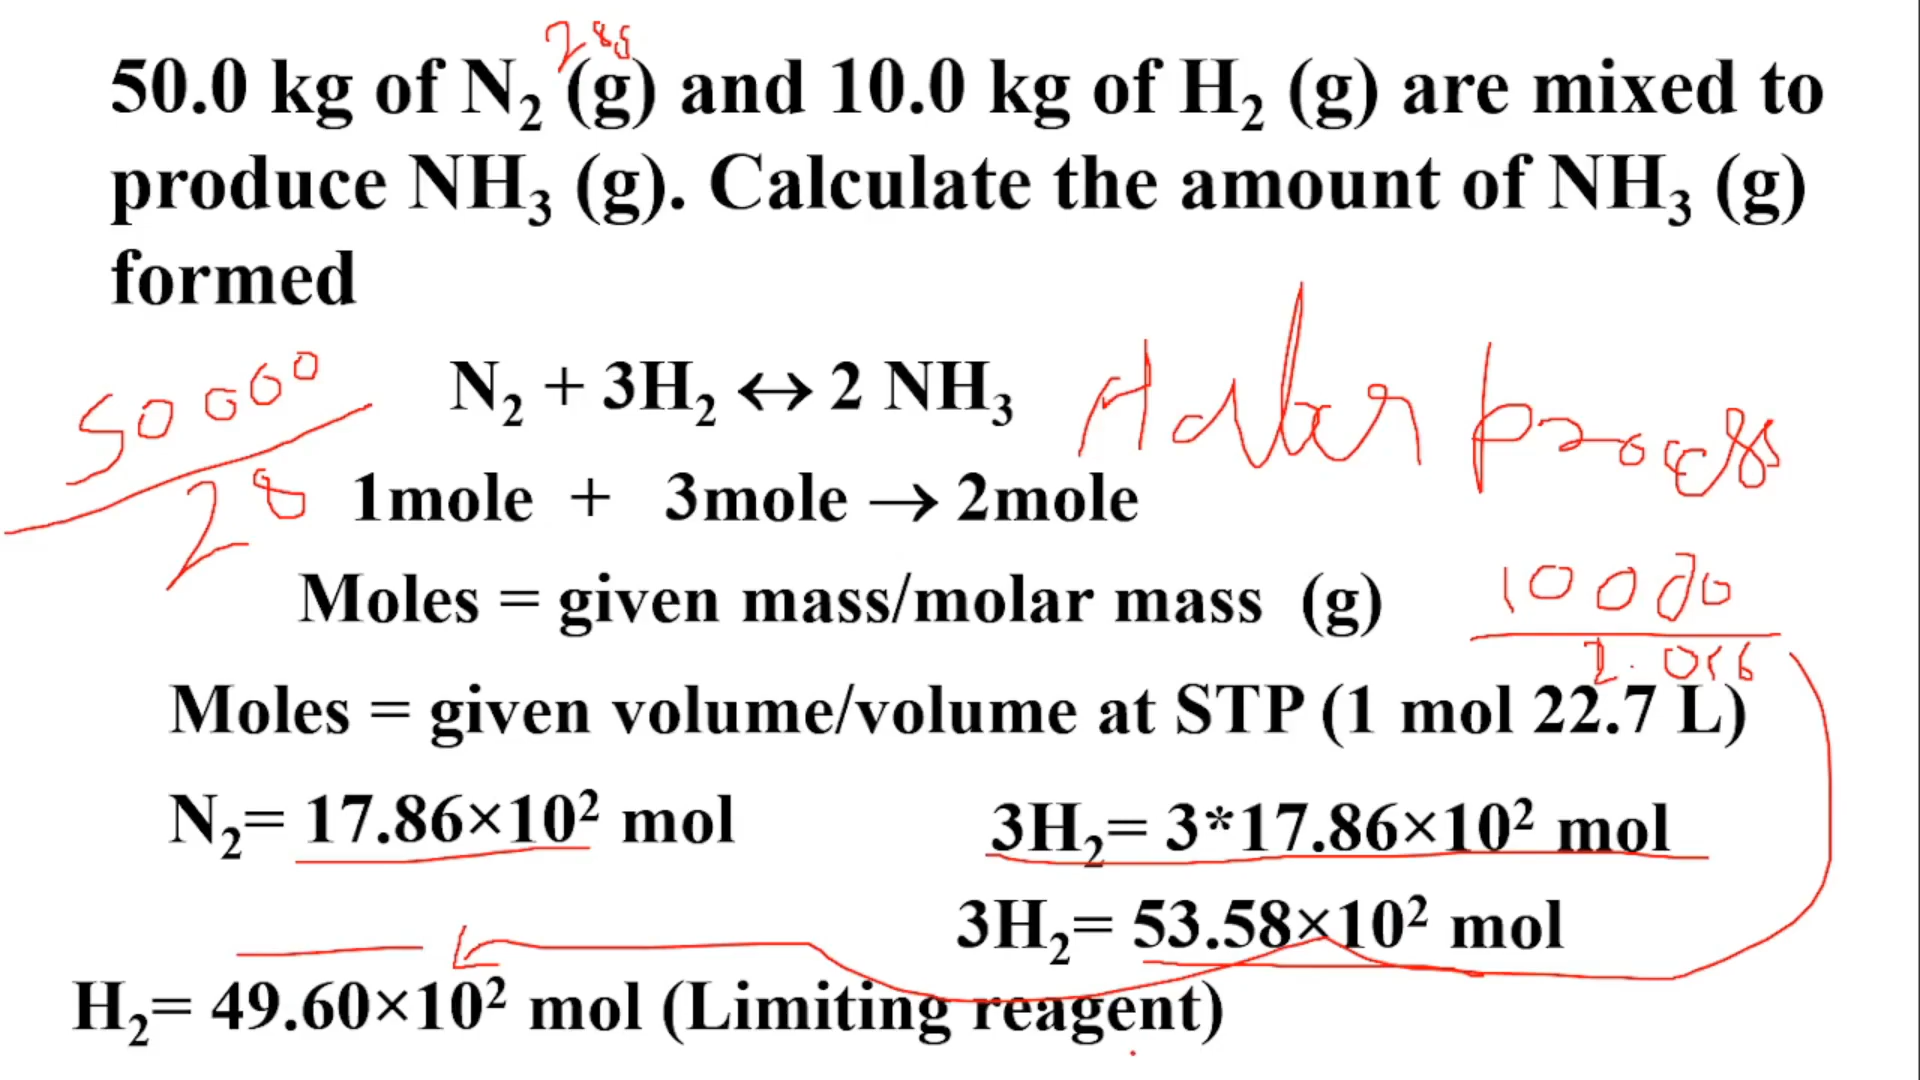 28g
50.0 kg of N₂ (g) and 10.0 kg of H₂ (g) are mixed to
produce NH₃ (g). Calculate the amount of NH₃ (g)
formed
N₂ + 3H₂ ↔ 2 NH₃
Haber process
50000
28
1mole + 3mole → 2mole
Moles = given mass/molar mass (g)
10000
2.016
Moles = given volume/volume at STP (1 mol 22.7 L)
N₂= 17.86×10² mol
3H₂= 3*17.86×10² mol
3H₂= 53.58×10² mol
H₂= 49.60×10² mol (Limiting reagent)